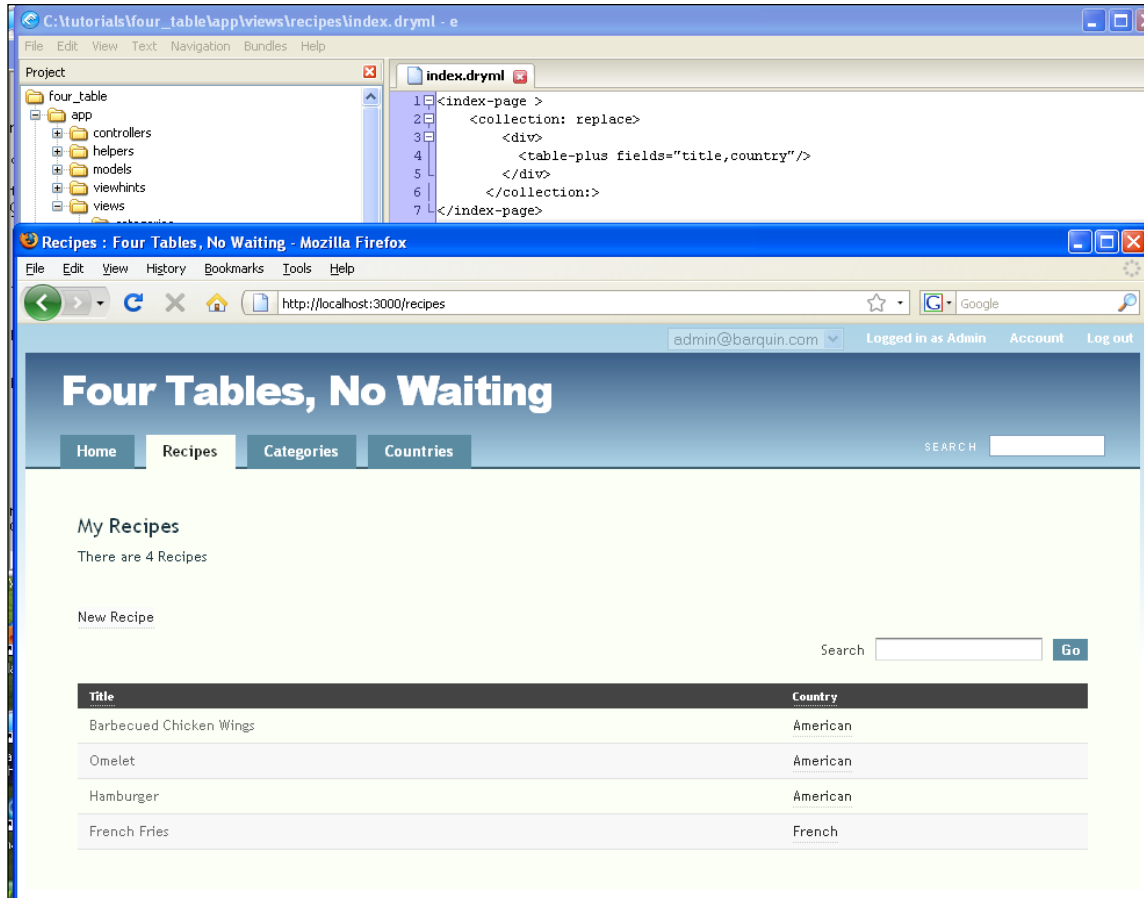 C:\tutorials\four_table\app\views\recipes\index.dryml - e
File Edit View Text Navigation Bundles Help
Project
four_table
app
controllers
helpers
models
viewhints
views
categories
index.dryml
1 <index-page >
2 <collection: replace>
3 <div>
4 <table-plus fields="title,country"/>
5 </div>
6 </collection:>
7 </index-page>
Recipes : Four Tables, No Waiting - Mozilla Firefox
File Edit View History Bookmarks Tools Help
http://localhost:3000/recipes
G Google
admin@barquin.com Logged in as Admin Account Log out
Four Tables, No Waiting
Home Recipes Categories Countries SEARCH
My Recipes
There are 4 Recipes
New Recipe
Search Go
Title Country
Barbecued Chicken Wings American
Omelet American
Hamburger American
French Fries French